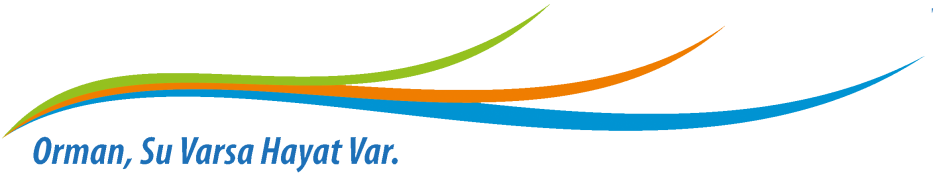 Orman, Su Varsa Hayat Var.